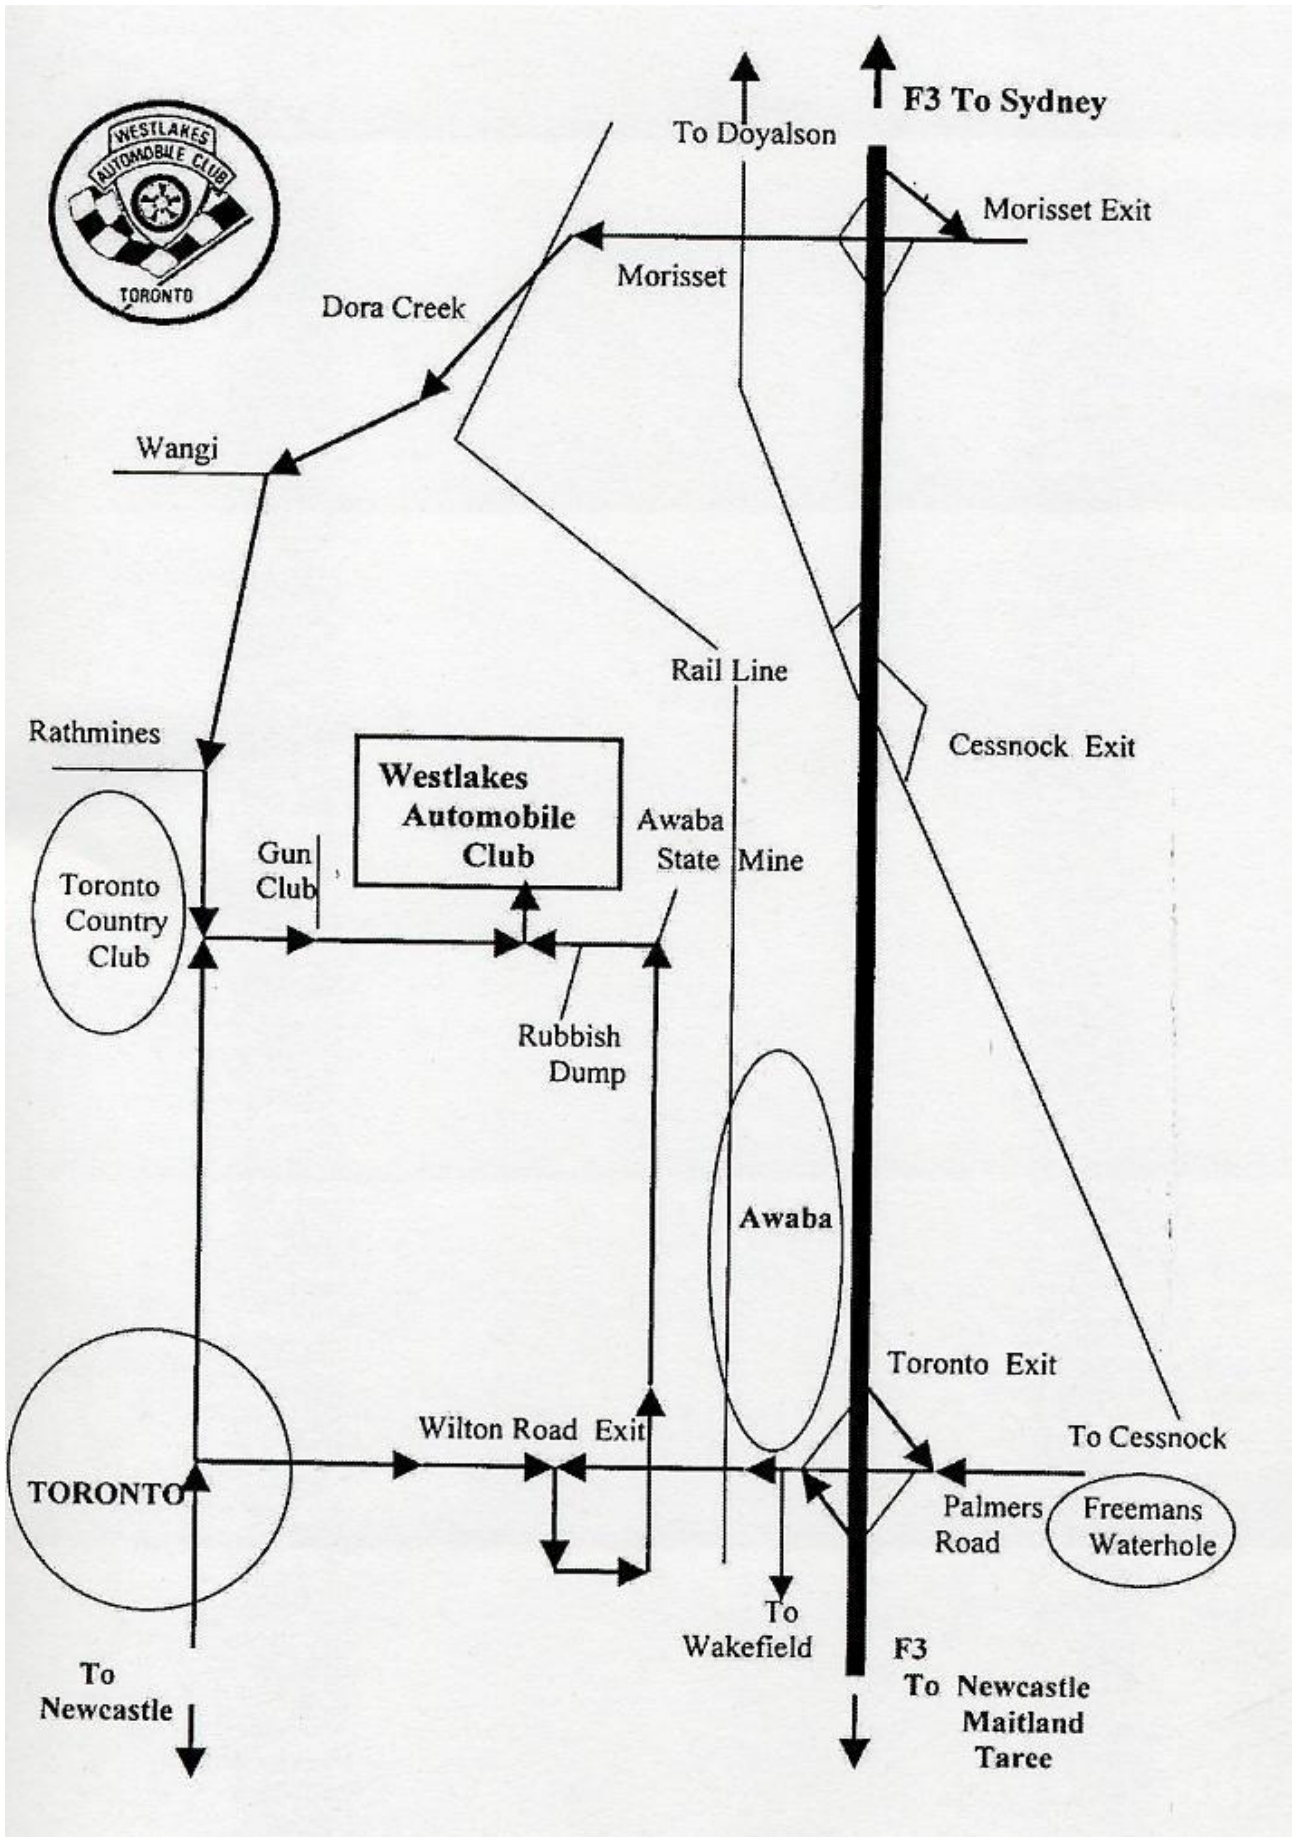 F3 To Sydney
To Doyalson
WESTLAKES
AUTOMOBILE CLUB
TORONTO
Morisset Exit
Morisset
Dora Creek
Wangi
Rail Line
Rathmines
Cessnock Exit
Westlakes
Automobile
Club
Awaba
State Mine
Gun
Club
Toronto
Country
Club
Rubbish
Dump
Awaba
Toronto Exit
Wilton Road Exit
To Cessnock
TORONTO
Palmers
Road
Freemans
Waterhole
To
Wakefield
To
Newcastle
F3
To Newcastle
Maitland
Taree